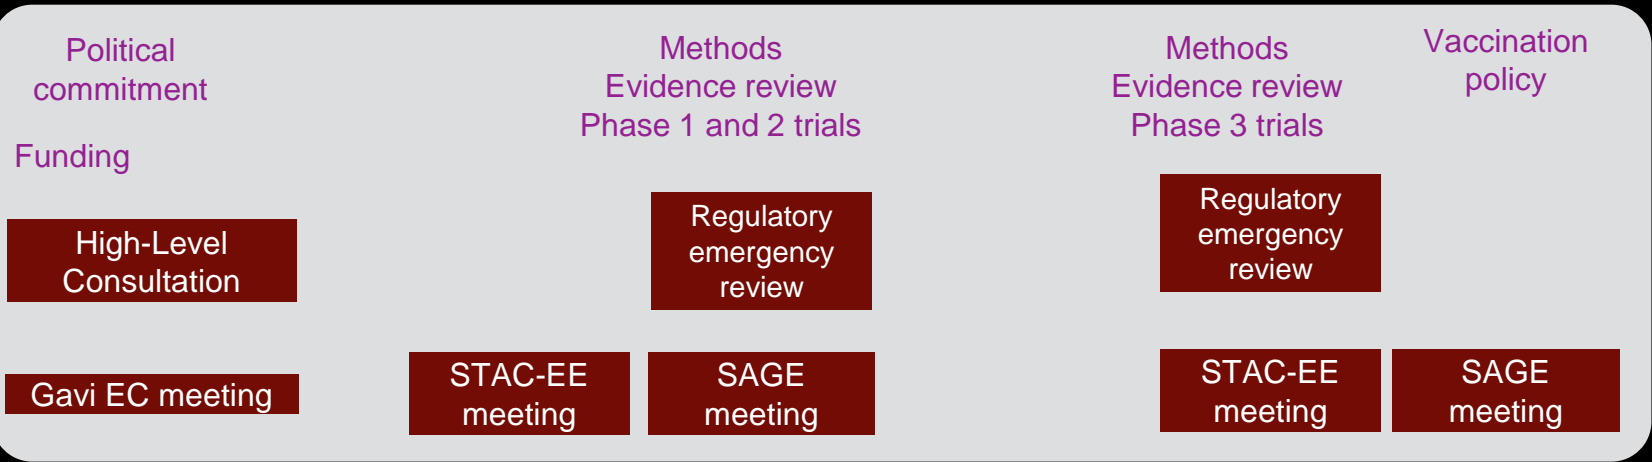 Political
commitment
Funding
Methods
Evidence review
Phase 1 and 2 trials
Methods
Evidence review
Phase 3 trials
Vaccination
policy
High-Level
Consultation
Regulatory
emergency
review
Regulatory
emergency
review
Gavi EC meeting
STAC-EE
meeting
SAGE
meeting
STAC-EE
meeting
SAGE
meeting